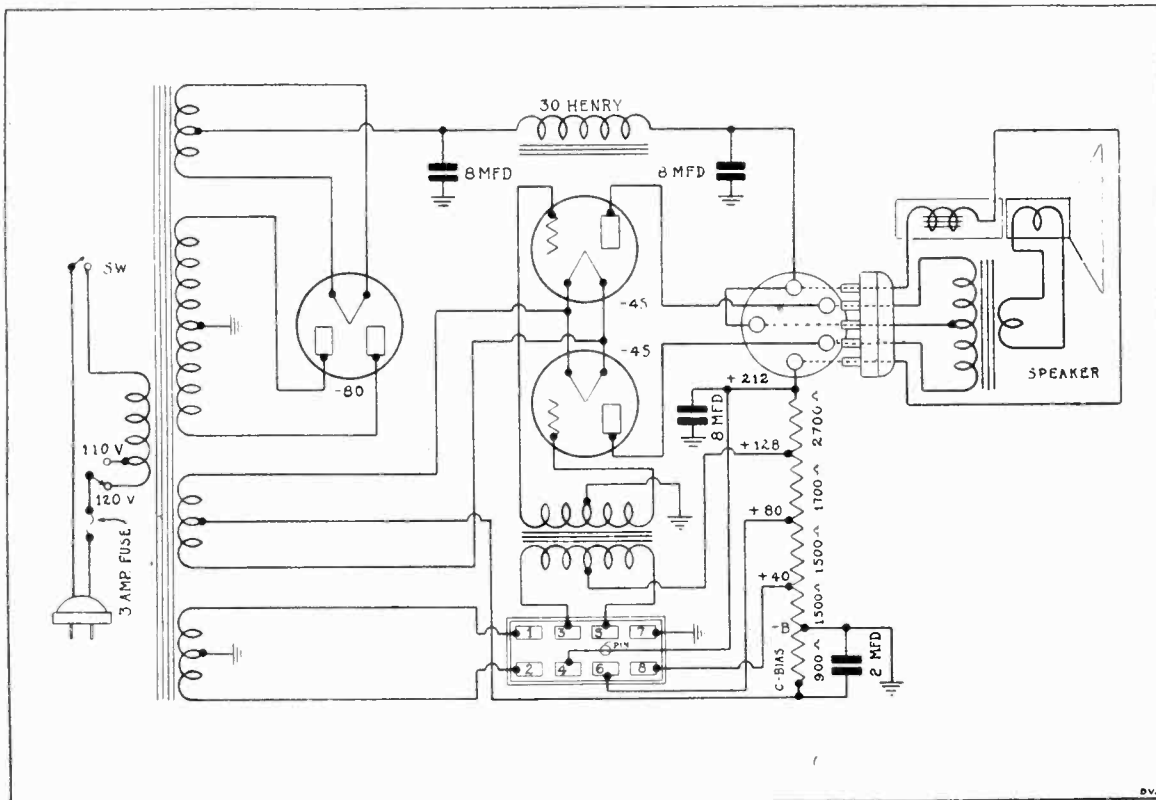 30 HENRY
8 MFD
8 MFD
SW
-45
-80
-45
SPEAKER
+ 212
8 MFD
2700 Ω
+128
110 V
120 V
1700 Ω
+ 80
3 AMP. FUSE
1500 Ω
+40
1500 Ω
-B
1 3 5 7
PIN
2 4 6 8
C-BIAS
900 Ω
2 MFD